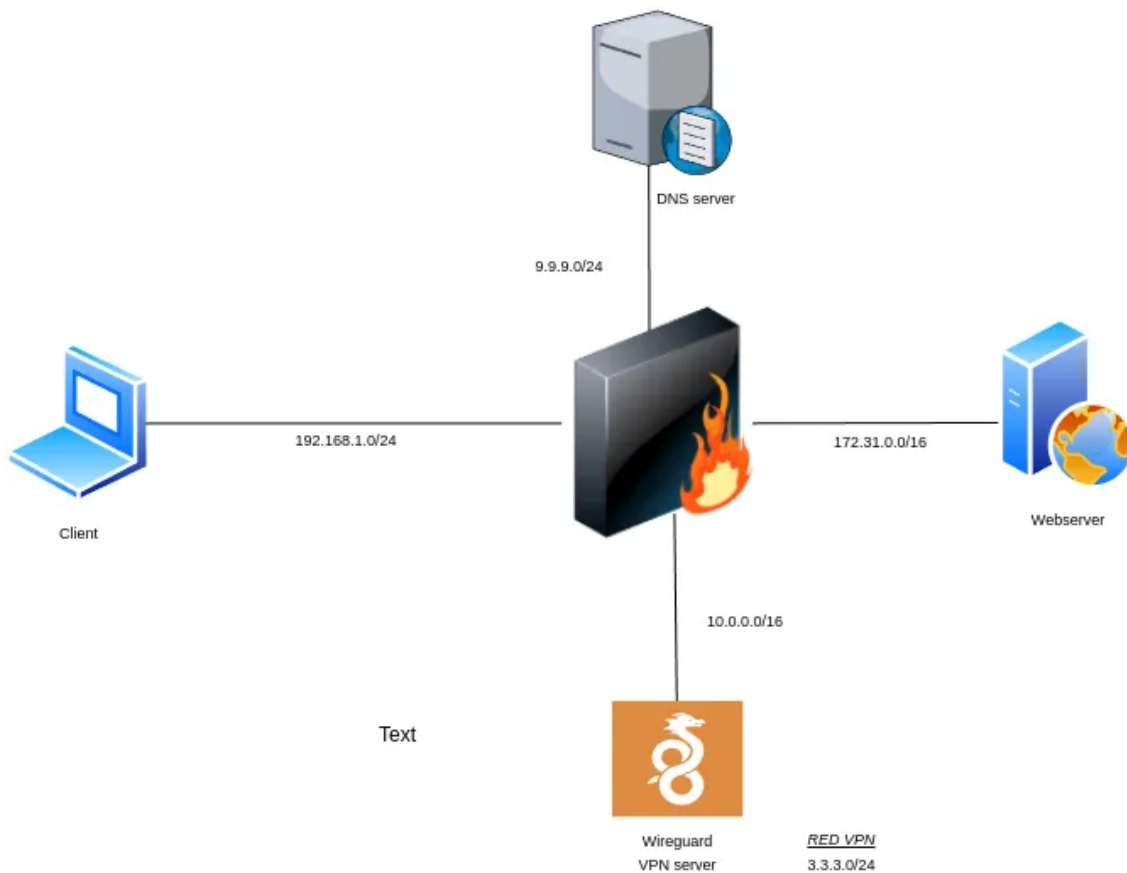 DNS server
9.9.9.0/24
192.168.1.0/24
172.31.0.0/16
Client
Webserver
10.0.0.0/16
Text
Wireguard
VPN server
RED VPN
3.3.3.0/24